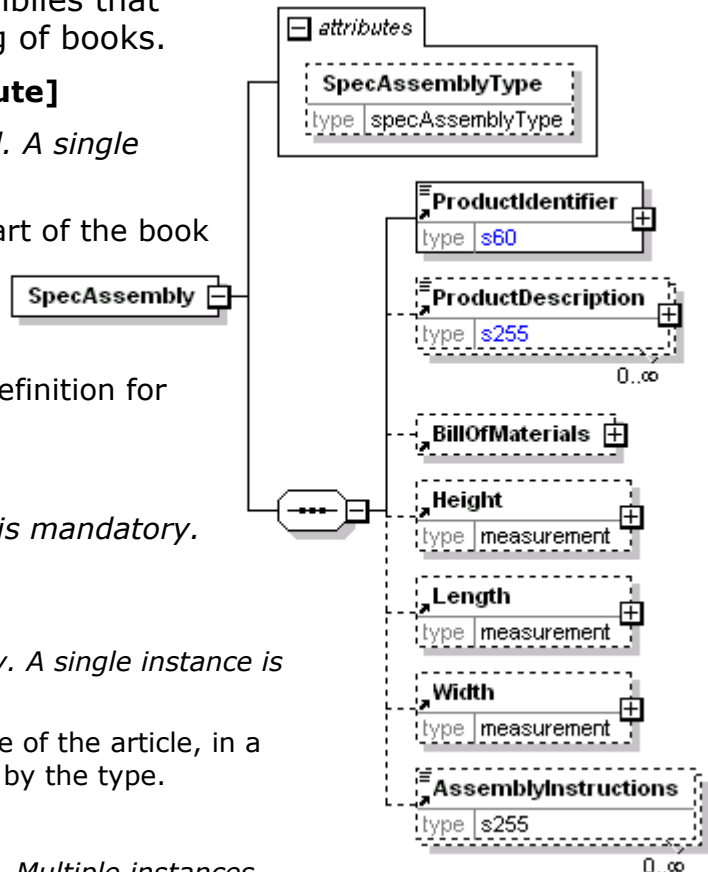 that
g of books.
ute]
. A single
art of the book
efinition for
is mandatory.
. A single instance is
e of the article, in a
by the type.
. Multiple instances
attributes
SpecAssemblyType
type specAssemblyType
SpecAssembly
ProductIdentifier
type s60
ProductDescription
type s255
0..∞
BillOfMaterials
Height
type measurement
Length
type measurement
Width
type measurement
AssemblyInstructions
type s255
0..∞